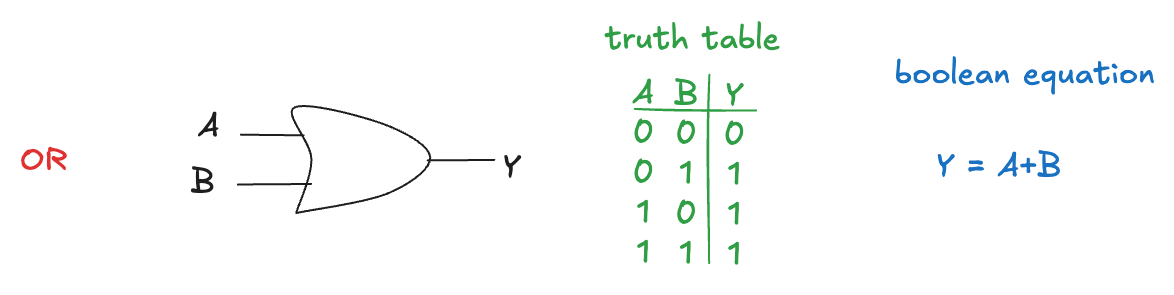 OR
A
B
Y
truth table
A B Y
0 0 0
0 1 1
1 0 1
1 1 1
boolean equation
Y = A+B